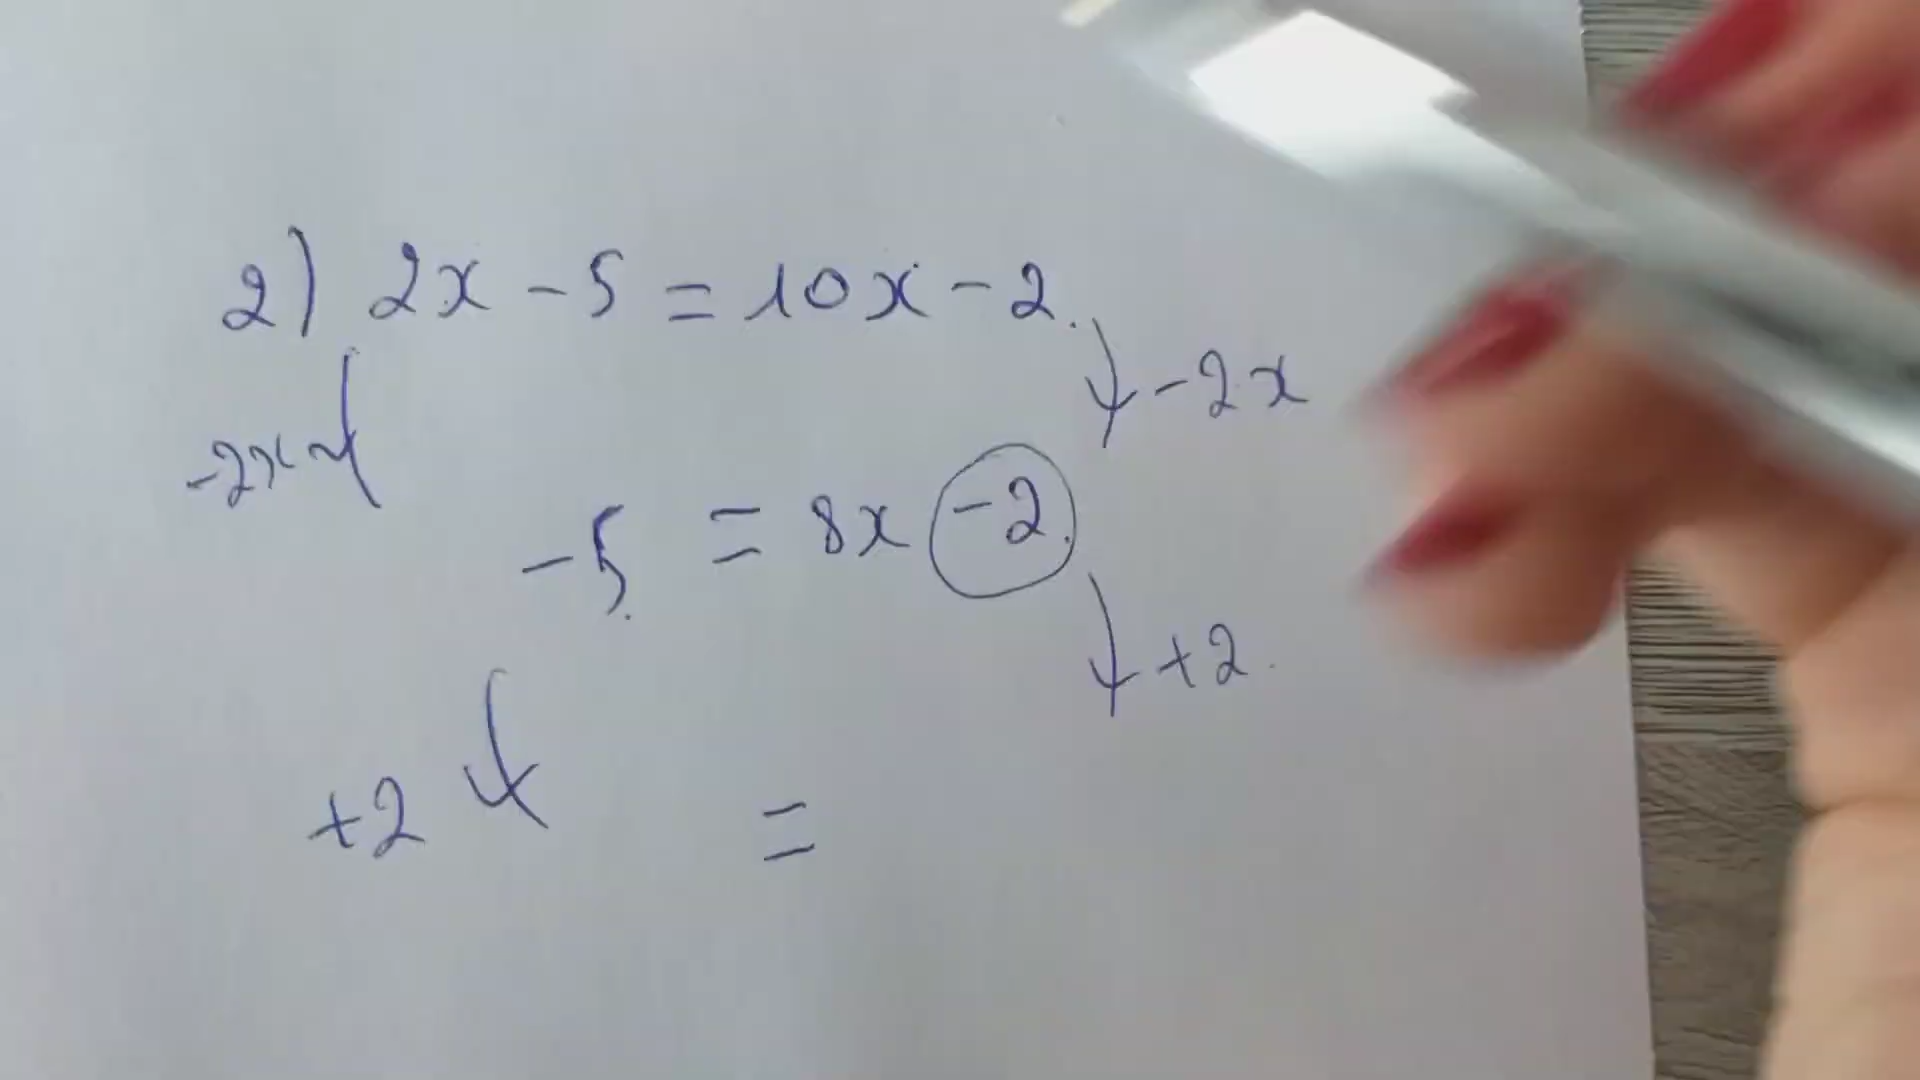 2) 2x - 5 = 10x - 2
-2x -2x
-5 = 8x -2
+2 +2
=